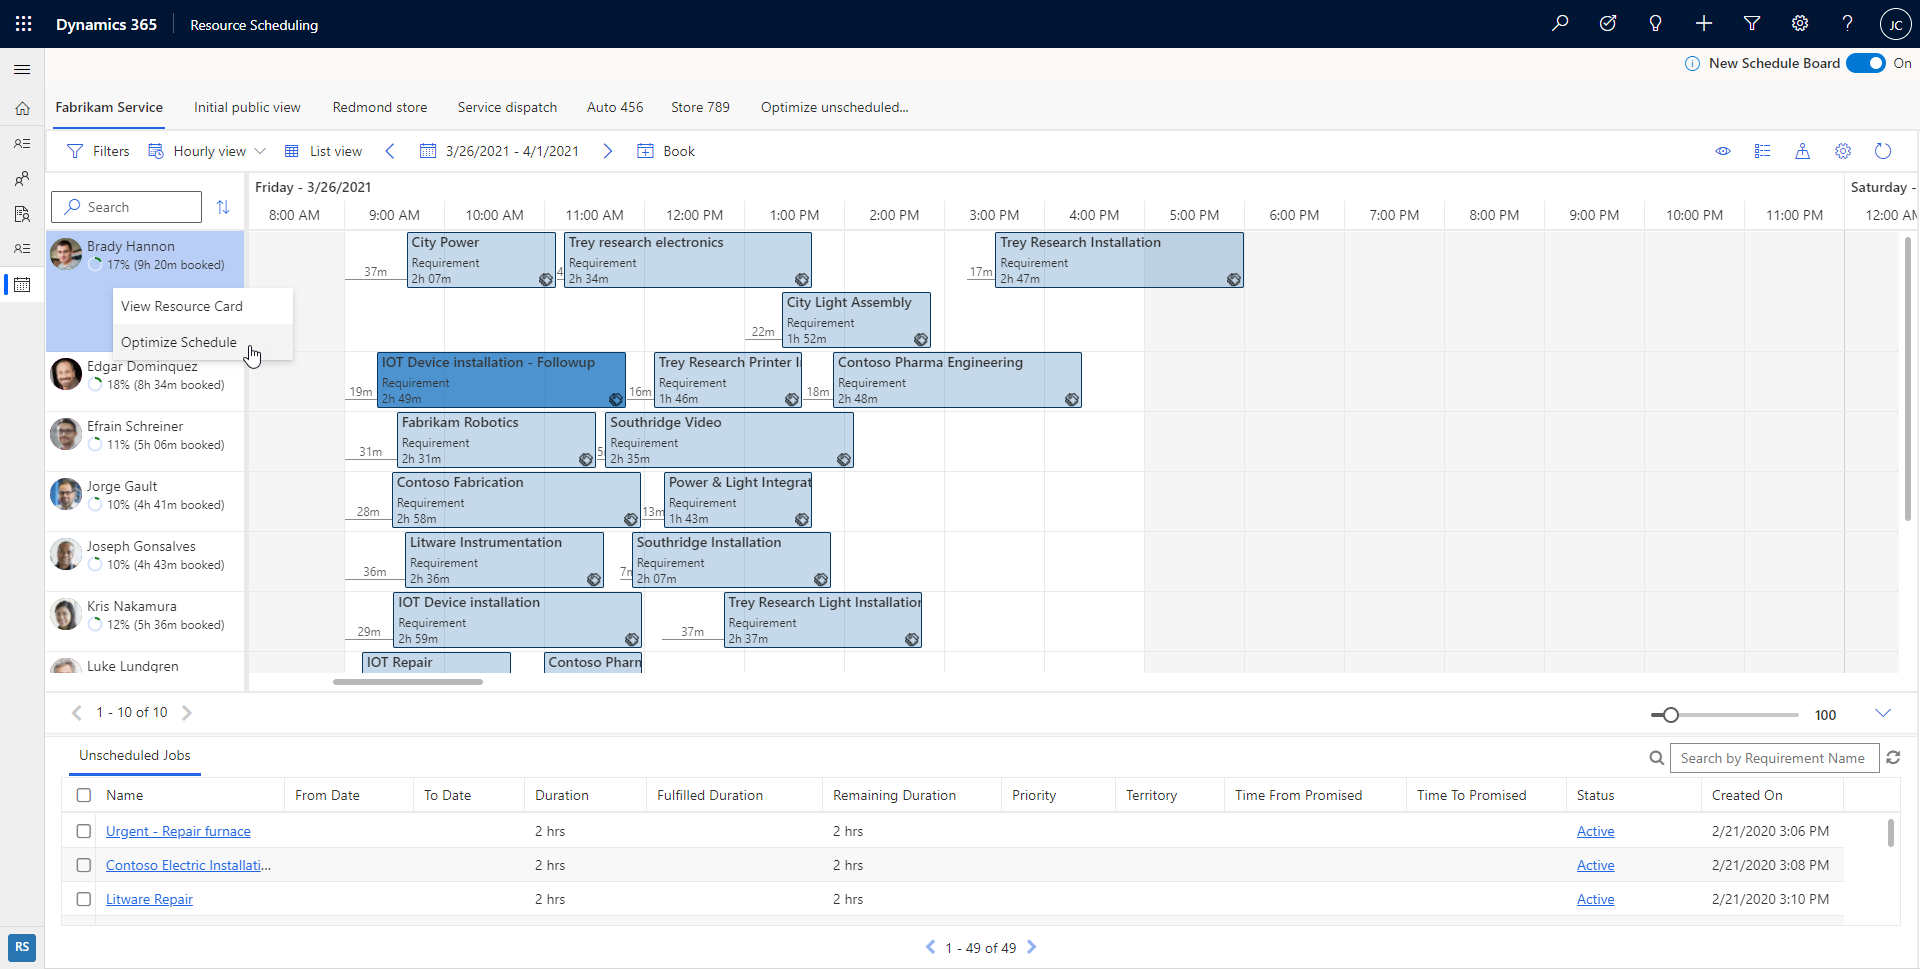 Dynamics 365
Resource Scheduling
JC
New Schedule Board
On
Fabrikam Service
Initial public view
Redmond store
Service dispatch
Auto 456
Store 789
Optimize unscheduled...
Filters
Hourly view
List view
3/26/2021 - 4/1/2021
Book
Search
Friday - 3/26/2021
Saturday -
8:00 AM
9:00 AM
10:00 AM
11:00 AM
12:00 PM
1:00 PM
2:00 PM
3:00 PM
4:00 PM
5:00 PM
6:00 PM
7:00 PM
8:00 PM
9:00 PM
10:00 PM
11:00 PM
12:00 AM
Brady Hannon
17% (9h 20m booked)
View Resource Card
Optimize Schedule
37m
City Power
Requirement
2h 07m
4
Trey research electronics
Requirement
2h 34m
17m
Trey Research Installation
Requirement
2h 47m
22m
City Light Assembly
Requirement
1h 52m
Edgar Dominquez
18% (8h 34m booked)
19m
IOT Device installation - Followup
Requirement
2h 49m
16m
Trey Research Printer I
Requirement
1h 46m
18m
Contoso Pharma Engineering
Requirement
2h 48m
Efrain Schreiner
11% (5h 06m booked)
31m
Fabrikam Robotics
Requirement
2h 31m
5
Southridge Video
Requirement
2h 35m
Jorge Gault
10% (4h 41m booked)
28m
Contoso Fabrication
Requirement
2h 58m
13m
Power & Light Integrat
Requirement
1h 43m
Joseph Gonsalves
10% (4h 43m booked)
36m
Litware Instrumentation
Requirement
2h 36m
7m
Southridge Installation
Requirement
2h 07m
Kris Nakamura
12% (5h 36m booked)
29m
IOT Device installation
Requirement
2h 59m
37m
Trey Research Light Installation
Requirement
2h 37m
Luke Lundgren
IOT Repair
Contoso Pharm
1 - 10 of 10
100
Unscheduled Jobs
Search by Requirement Name
Name
From Date
To Date
Duration
Fulfilled Duration
Remaining Duration
Priority
Territory
Time From Promised
Time To Promised
Status
Created On
Urgent - Repair furnace
2 hrs
2 hrs
Active
2/21/2020 3:06 PM
Contoso Electric Installati...
2 hrs
2 hrs
Active
2/21/2020 3:08 PM
Litware Repair
2 hrs
2 hrs
Active
2/21/2020 3:10 PM
RS
1 - 49 of 49